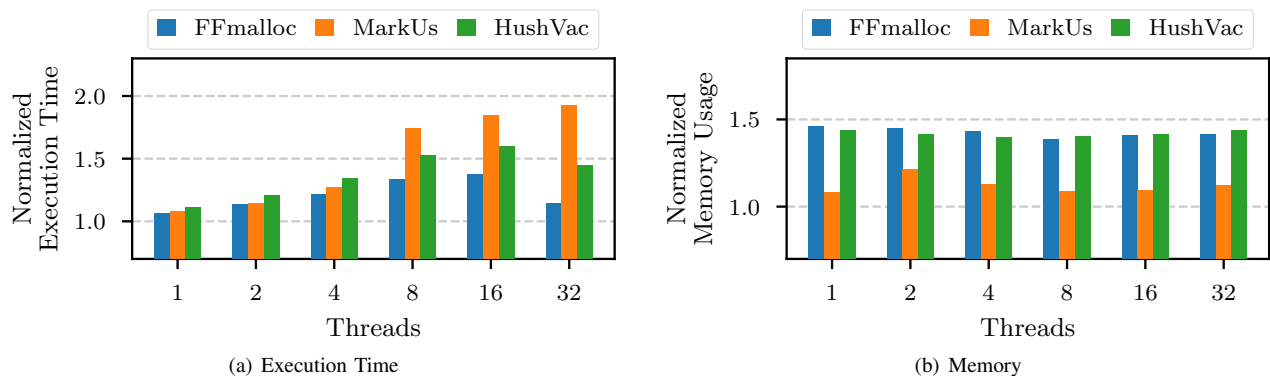 FFmalloc MarkUs HushVac
Normalized
Execution Time
2.0
1.5
1.0
1 2 4 8 16 32
Threads
(a) Execution Time
FFmalloc MarkUs HushVac
Normalized
Memory Usage
1.5
1.0
1 2 4 8 16 32
Threads
(b) Memory